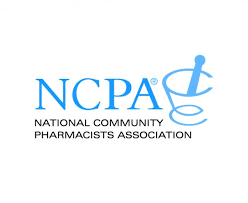 NCPA®
NATIONAL COMMUNITY
PHARMACISTS ASSOCIATION